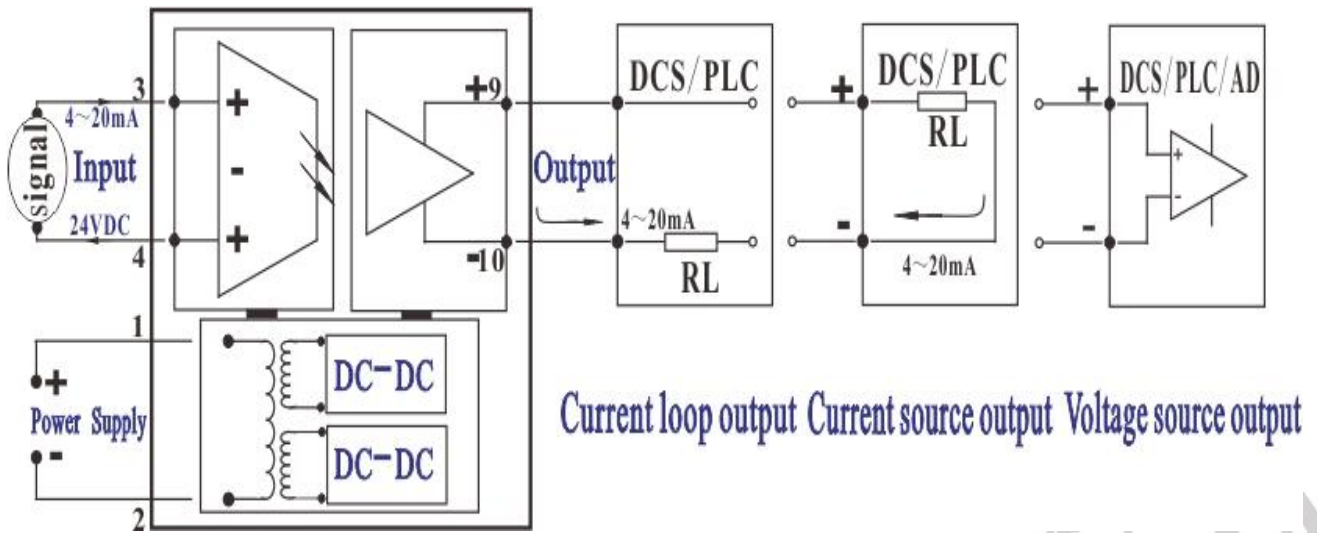 3
+
4~20mA
signal
Input
-
24VDC
4
+
+9
Output
-10
DCS/PLC
4~20mA
RL
+
DCS/PLC
RL
-
4~20mA
+
DCS/PLC/AD
+
-
-
1
+
Power Supply
-
2
DC-DC
DC-DC
Current loop output
Current source output
Voltage source output